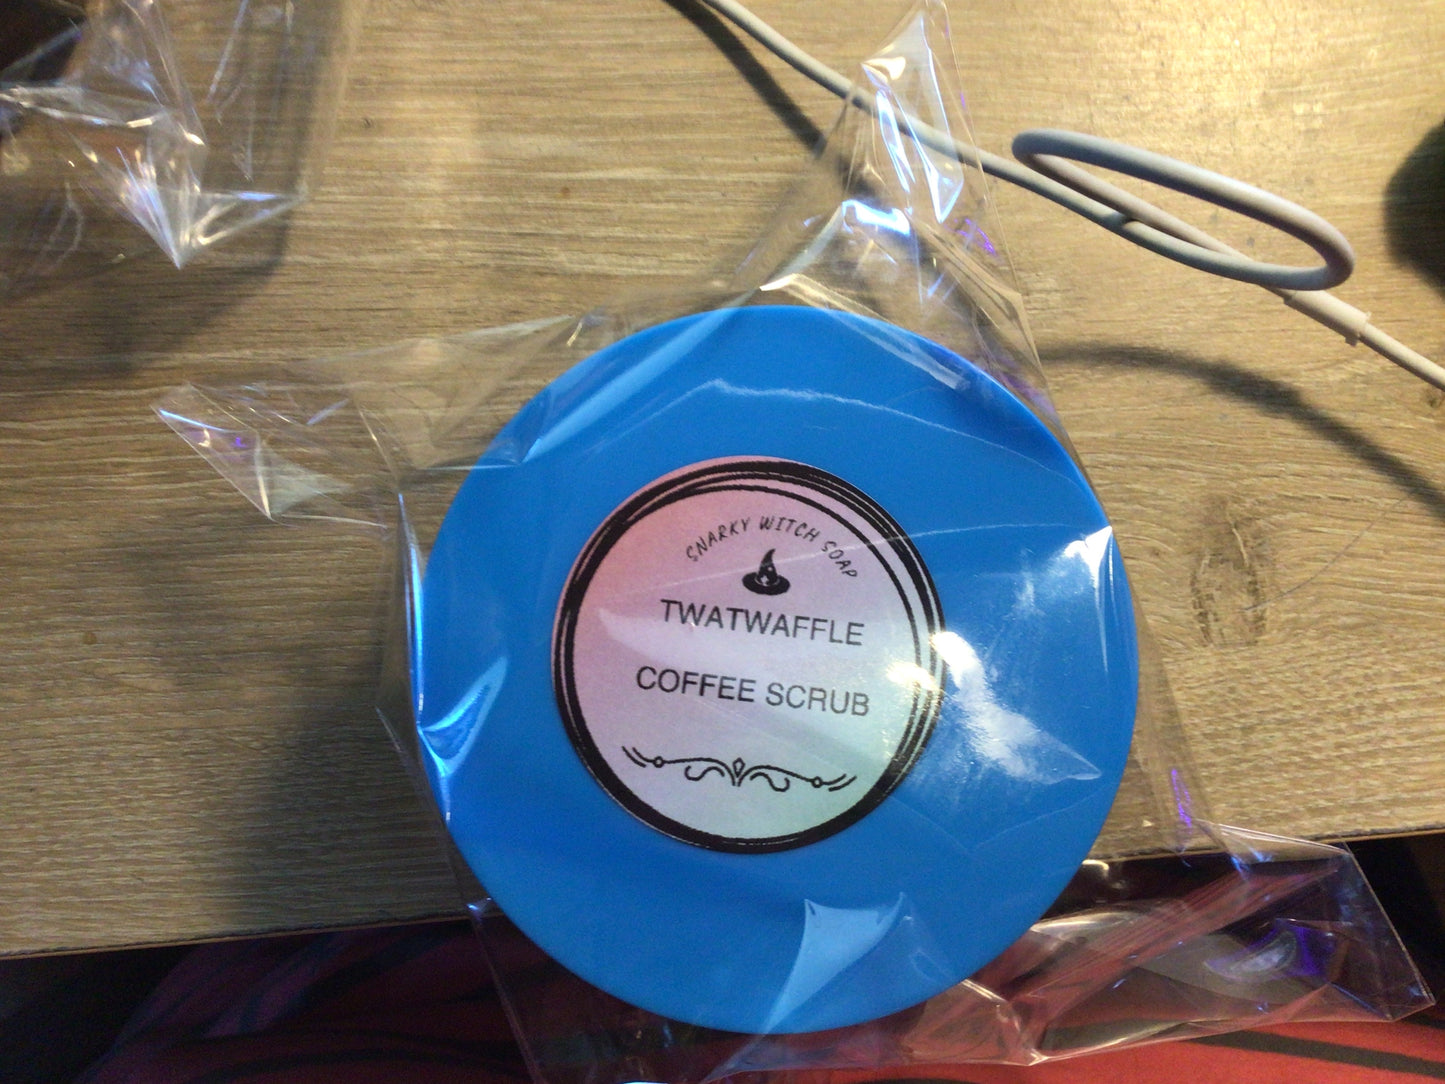 SNARKY WITCH SOAP
TWATWAFFLE
COFFEE SCRUB